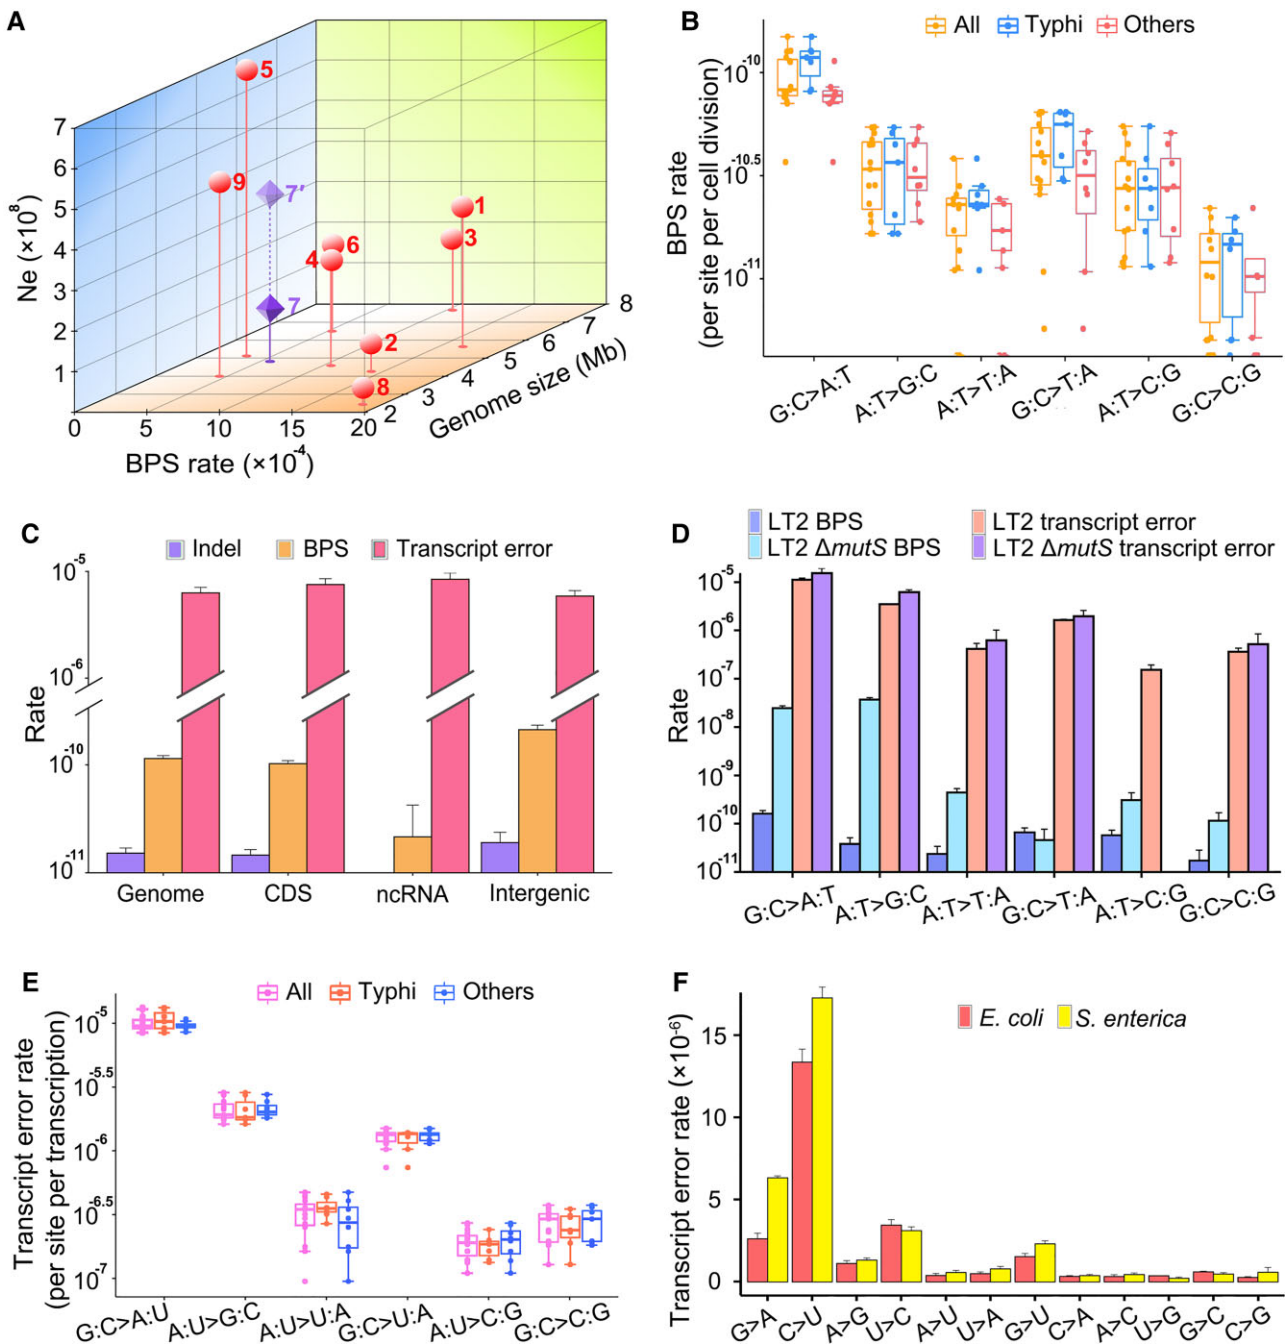 A
7
6
5
4
3
2
1
0
Ne (×10⁸)
5
9
7′
1
3
6
4
7
2
8
0
5
10
15
20
BPS rate (×10⁻⁴)
2
3
4
5
6
7
8
Genome size (Mb)
B
All
Typhi
Others
BPS rate
(per site per cell division)
10⁻¹⁰
10⁻¹⁰·⁵
10⁻¹¹
G:C>A:T
A:T>G:C
A:T>T:A
G:C>T:A
A:T>C:G
G:C>C:G
C
Indel
BPS
Transcript error
Rate
10⁻⁵
10⁻⁶
10⁻¹⁰
10⁻¹¹
Genome
CDS
ncRNA
Intergenic
D
LT2 BPS
LT2 transcript error
LT2 ΔmutS BPS
LT2 ΔmutS transcript error
Rate
10⁻⁵
10⁻⁶
10⁻⁷
10⁻⁸
10⁻⁹
10⁻¹⁰
10⁻¹¹
G:C>A:T
A:T>G:C
A:T>T:A
G:C>T:A
A:T>C:G
G:C>C:G
E
All
Typhi
Others
Transcript error rate
(per site per transcription)
10⁻⁵
10⁻⁵·⁵
10⁻⁶
10⁻⁶·⁵
10⁻⁷
G:C>A:U
A:U>G:C
A:U>U:A
G:C>U:A
A:U>C:G
G:C>C:G
F
E. coli
S. enterica
Transcript error rate (×10⁻⁶)
15
10
5
0
G>A
C>U
A>G
U>C
A>U
U>A
G>U
C>A
A>C
U>G
G>C
C>G